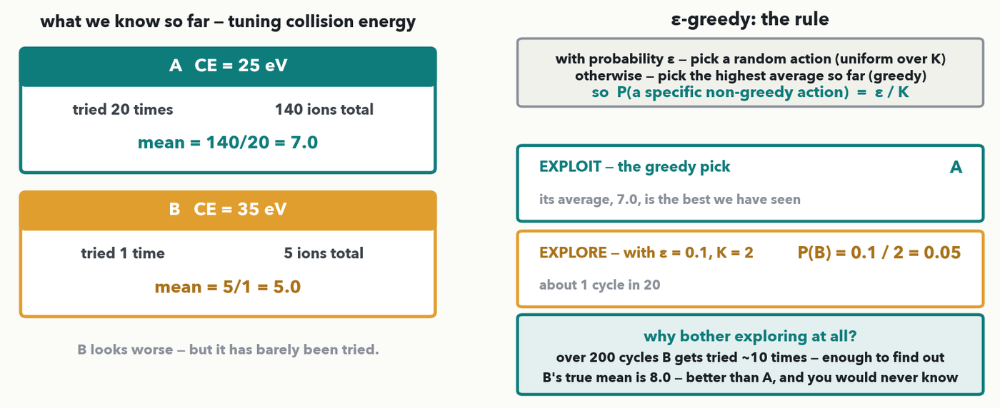 what we know so far – tuning collision energy
A CE = 25 eV
tried 20 times 140 ions total
mean = 140/20 = 7.0
B CE = 35 eV
tried 1 time 5 ions total
mean = 5/1 = 5.0
B looks worse – but it has barely been tried.
ε-greedy: the rule
with probability ε – pick a random action (uniform over K)
otherwise – pick the highest average so far (greedy)
so P(a specific non-greedy action) = ε / K
EXPLOIT – the greedy pick A
its average, 7.0, is the best we have seen
EXPLORE – with ε = 0.1, K = 2 P(B) = 0.1 / 2 = 0.05
about 1 cycle in 20
why bother exploring at all?
over 200 cycles B gets tried ~10 times – enough to find out
B's true mean is 8.0 – better than A, and you would never know